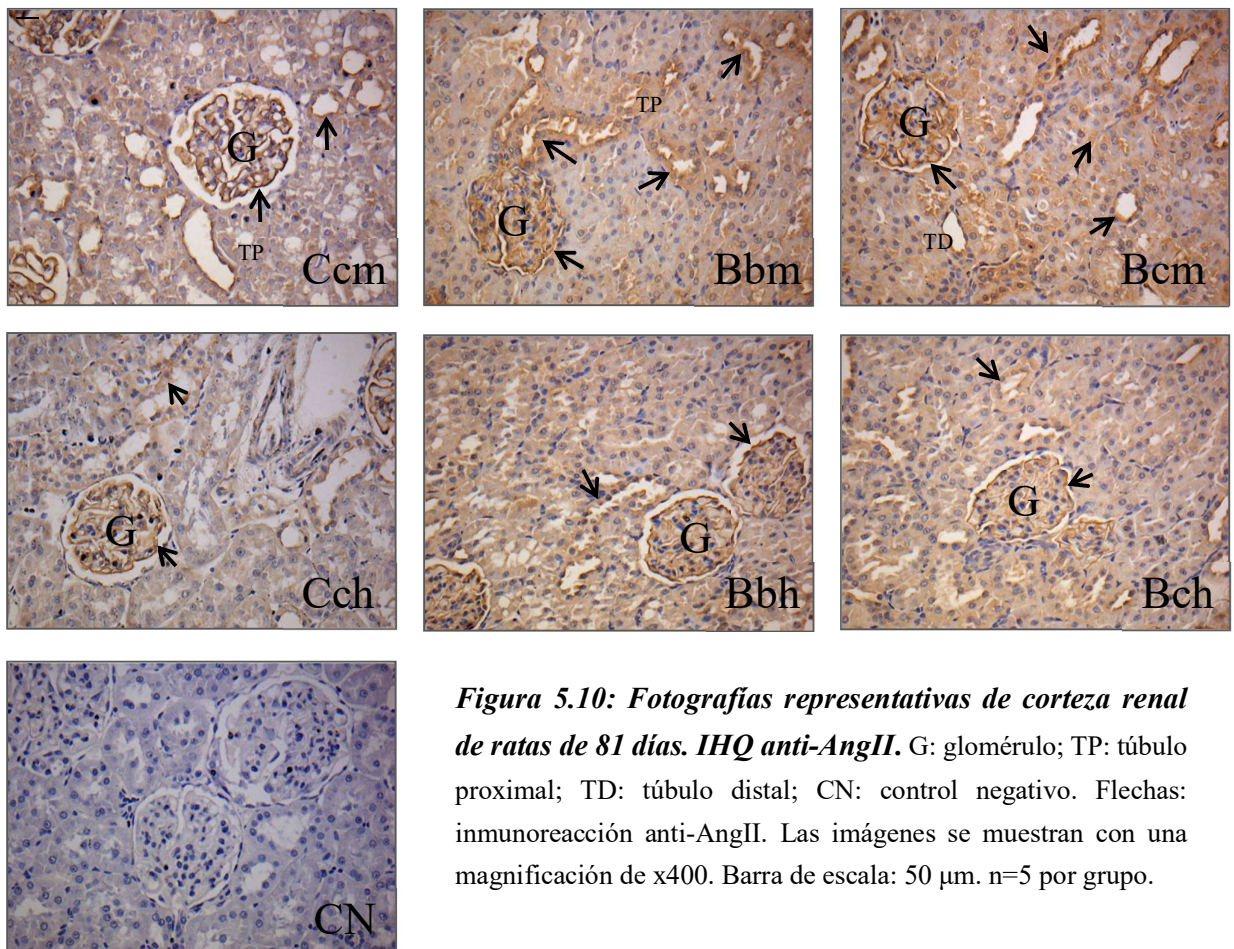 G
TP
Ccm
TP
G
Bbm
G
TD
Bcm
G
Cch
G
Bbh
G
Bch
CN
Figura 5.10: Fotografías representativas de corteza renal
de ratas de 81 días. IHQ anti-AngII. G: glomérulo; TP: túbulo
proximal; TD: túbulo distal; CN: control negativo. Flechas:
inmunoreacción anti-AngII. Las imágenes se muestran con una
magnificación de x400. Barra de escala: 50 μm. n=5 por grupo.